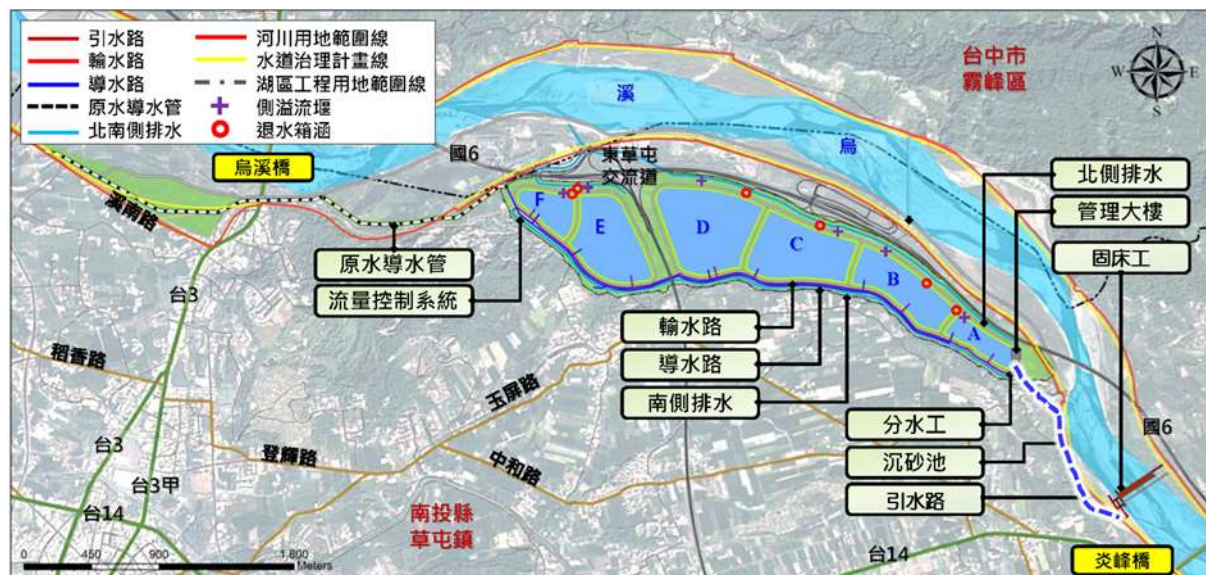 引水路
輸水路
導水路
原水導水管
北南側排水
河川用地範圍線
水道治理計畫線
湖區工程用地範圍線
側溢流堰
退水箱涵
台中市
霧峰區
N
W
E
S
溪
烏
國6
東草屯
交流道
烏溪橋
溪南路
北側排水
管理大樓
固床工
F
E
D
C
B
A
原水導水管
流量控制系統
台3
輸水路
導水路
南側排水
稻香路
玉屏路
分水工
沉砂池
引水路
國6
台3
登輝路
中和路
台3甲
台14
南投縣
草屯鎮
台14
炎峰橋
0 450 900 1,800
Meters